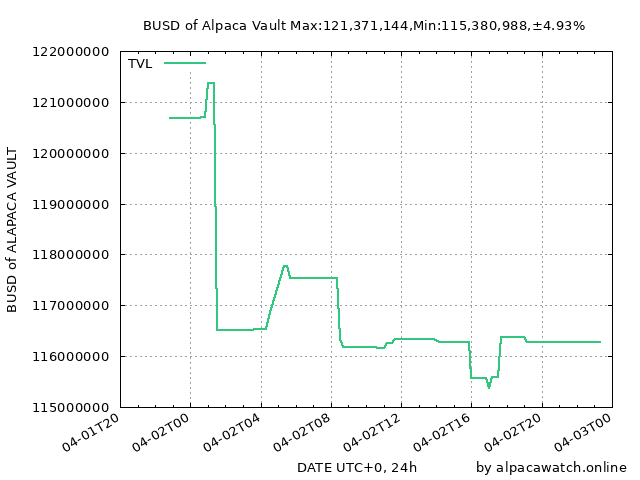 BUSD of Alpaca Vault Max:121,371,144,Min:115,380,988,±4.93%
TVL
122000000
121000000
120000000
119000000
118000000
117000000
116000000
115000000
BUSD of ALAPACA VAULT
04-01T20
04-02T00
04-02T04
04-02T08
04-02T12
04-02T16
04-02T20
04-03T00
DATE UTC+0, 24h
by alpacawatch.online